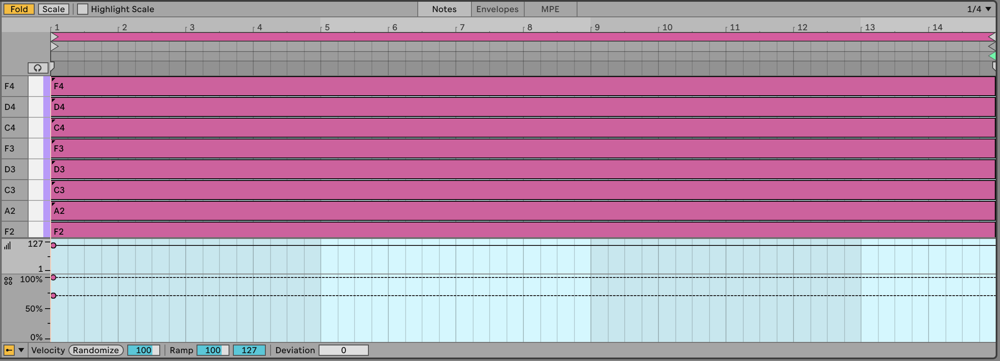 Fold Scale Highlight Scale Notes Envelopes MPE 1/4
1 2 3 4 5 6 7 8 9 10 11 12 13 14
F4 F4
D4 D4
C4 C4
F3 F3
D3 D3
C3 C3
A2 A2
F2 F2
127
1
100%
50%
0%
Velocity Randomize 100 Ramp 100 127 Deviation 0